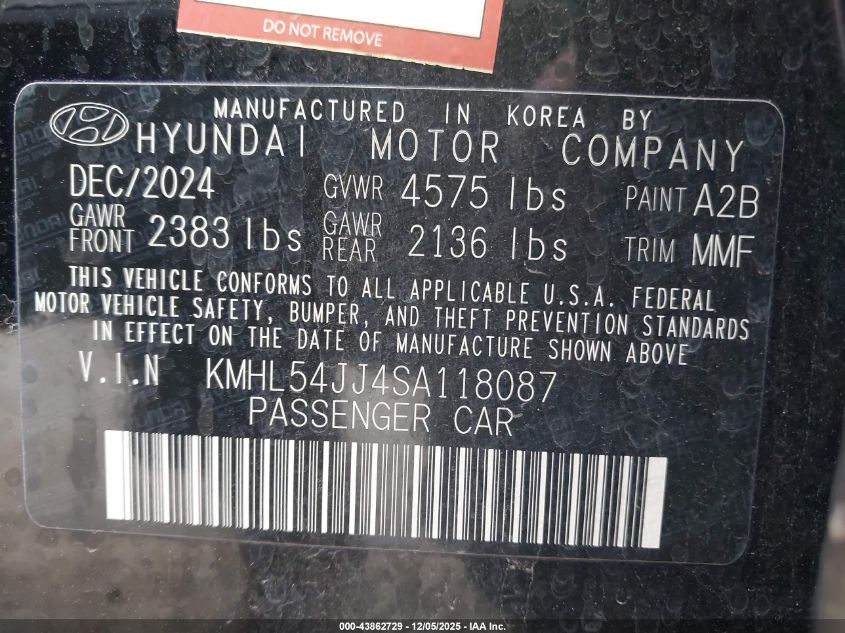 DO NOT REMOVE
MANUFACTURED IN KOREA BY
HYUNDAI MOTOR COMPANY
DEC/2024 GVWR 4575 lbs PAINT A2B
GAWR FRONT 2383 lbs GAWR REAR 2136 lbs TRIM MMF
THIS VEHICLE CONFORMS TO ALL APPLICABLE U.S.A. FEDERAL
MOTOR VEHICLE SAFETY, BUMPER, AND THEFT PREVENTION STANDARDS
IN EFFECT ON THE DATE OF MANUFACTURE SHOWN ABOVE
V.I.N KMHL54JJ4SA118087
PASSENGER CAR
000-43862729 - 12/05/2025 - IAA Inc.